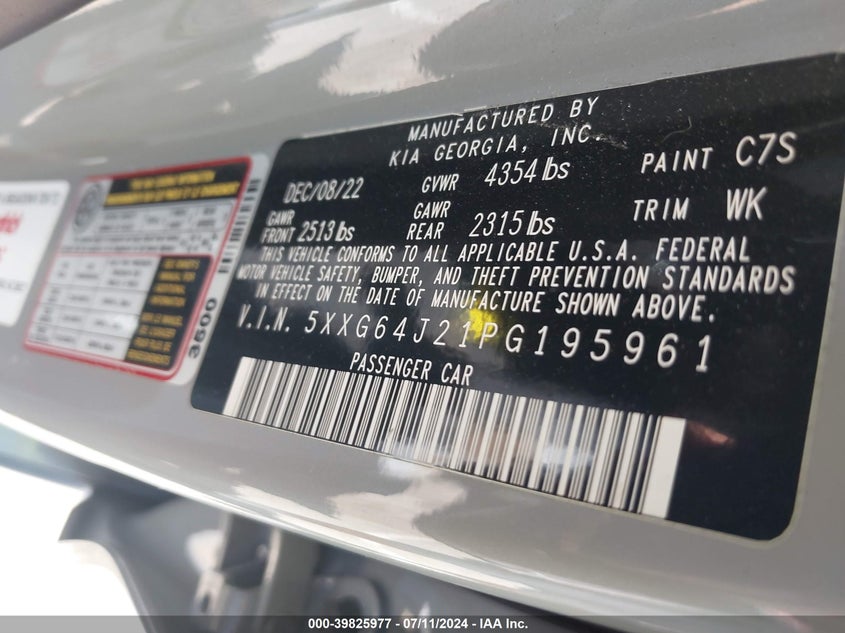 MANUFACTURED BY
KIA GEORGIA, INC.
DEC/08/22 GVWR 4354 lbs PAINT C7S
GAWR FRONT 2513 lbs GAWR REAR 2315 lbs TRIM WK
THIS VEHICLE CONFORMS TO ALL APPLICABLE U.S.A. FEDERAL
MOTOR VEHICLE SAFETY, BUMPER, AND THEFT PREVENTION STANDARDS
IN EFFECT ON THE DATE OF MANUFACTURE SHOWN ABOVE.
V.I.N. 5XXG64J21PG195961
PASSENGER CAR
3600
000-39825977 - 07/11/2024 - IAA Inc.